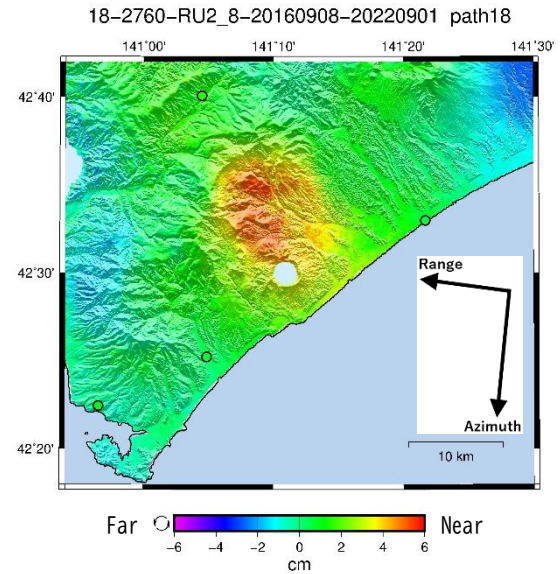 18-2760-RU2_8-20160908-20220901 path18
141°00' 141°10' 141°20' 141°30'
42°40'
42°30'
42°20'
Range
Azimuth
10 km
Far Near
-6 -4 -2 0 2 4 6
cm